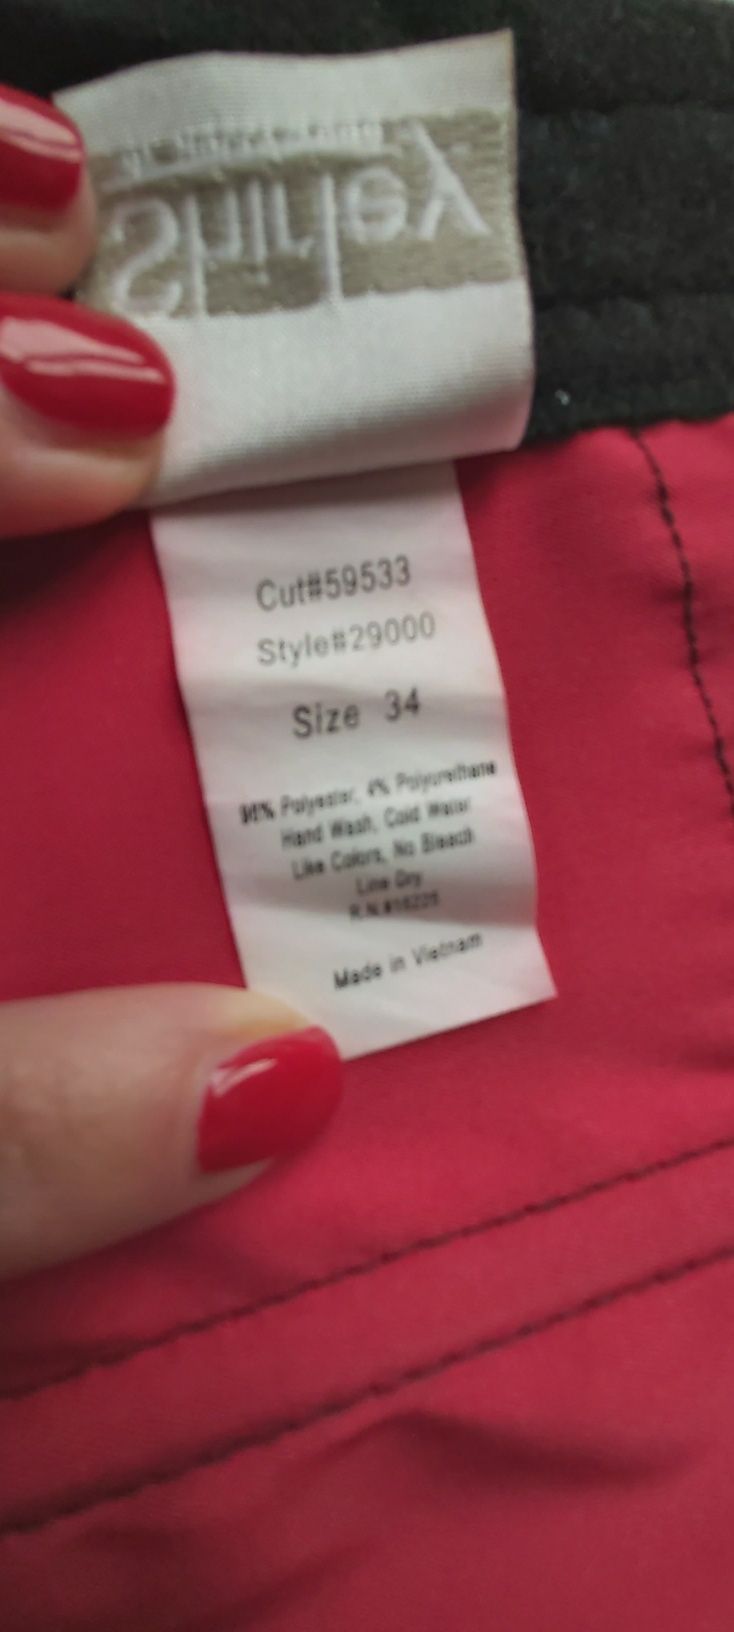 Shirley
Cut#59533
Style#29000
Size 34
96% Polyester, 4% Polyurethane
Hand Wash, Cold Water
Like Colors, No Bleach
Line Dry
Made in Vietnam